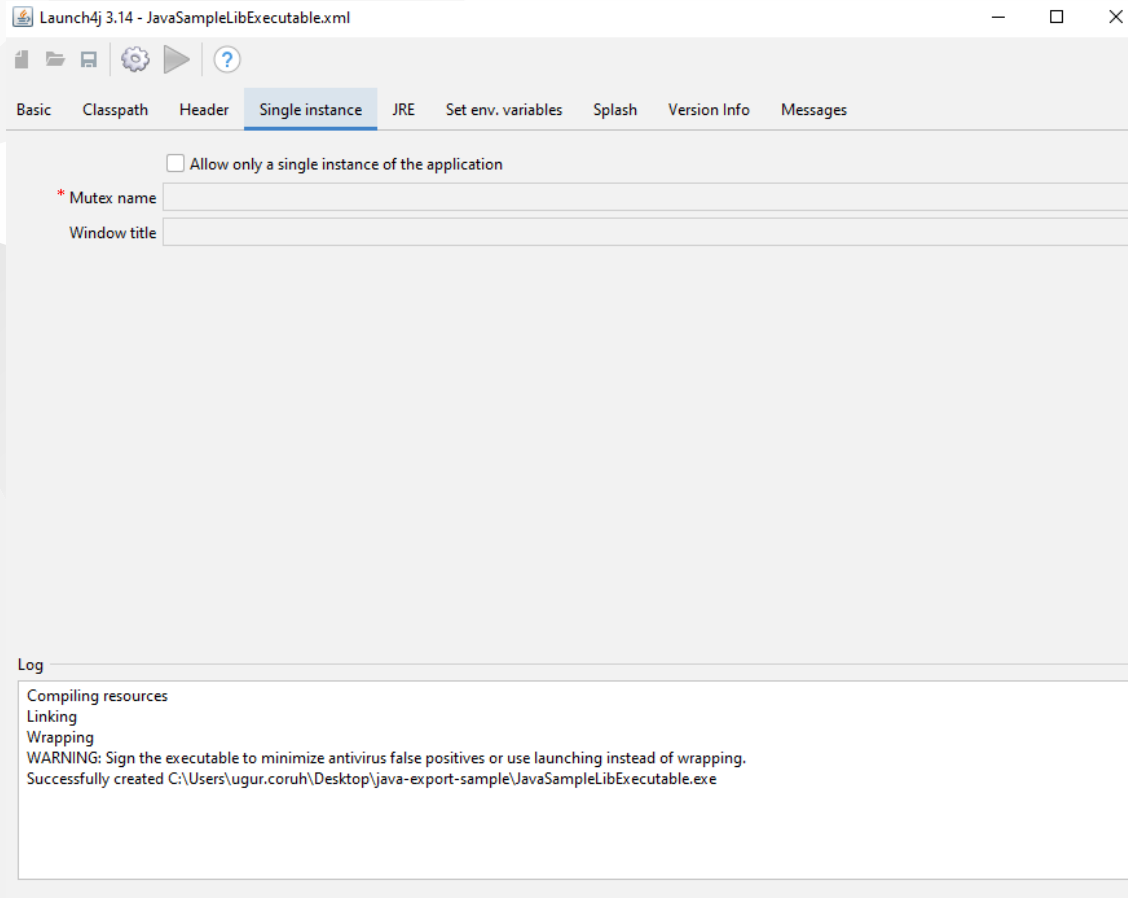 Launch4j 3.14 - JavaSampleLibExecutable.xml
?
Basic Classpath Header Single instance JRE Set env. variables Splash Version Info Messages
Allow only a single instance of the application
* Mutex name
Window title
Log
Compiling resources
Linking
Wrapping
WARNING: Sign the executable to minimize antivirus false positives or use launching instead of wrapping.
Successfully created C:\Users\ugur.coruh\Desktop\java-export-sample\JavaSampleLibExecutable.exe